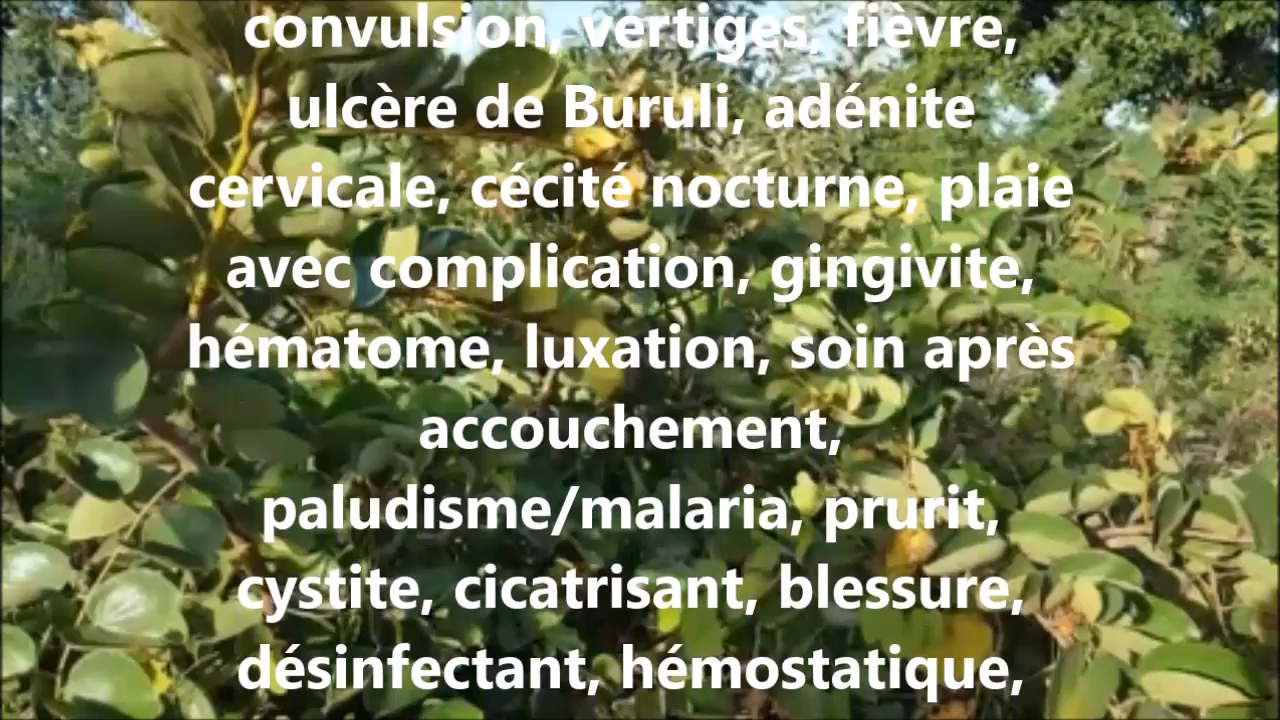 convulsion, vertiges, fièvre,
ulcère de Buruli, adénite
cervicale, cécité nocturne, plaie
avec complication, gingivite,
hématome, luxation, soin après
accouchement,
paludisme/malaria, prurit,
cystite, cicatrisant, blessure,
désinfectant, hémostatique,